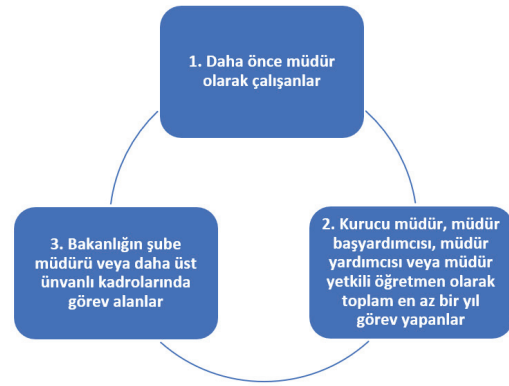 1. Daha önce müdür
olarak çalışanlar
2. Kurucu müdür, müdür
başyardımcısı, müdür
yardımcısı veya müdür
yetkili öğretmen olarak
toplam en az bir yıl
görev yapanlar
3. Bakanlığın şube
müdürü veya daha üst
ünvanlı kadrolarında
görev alanlar